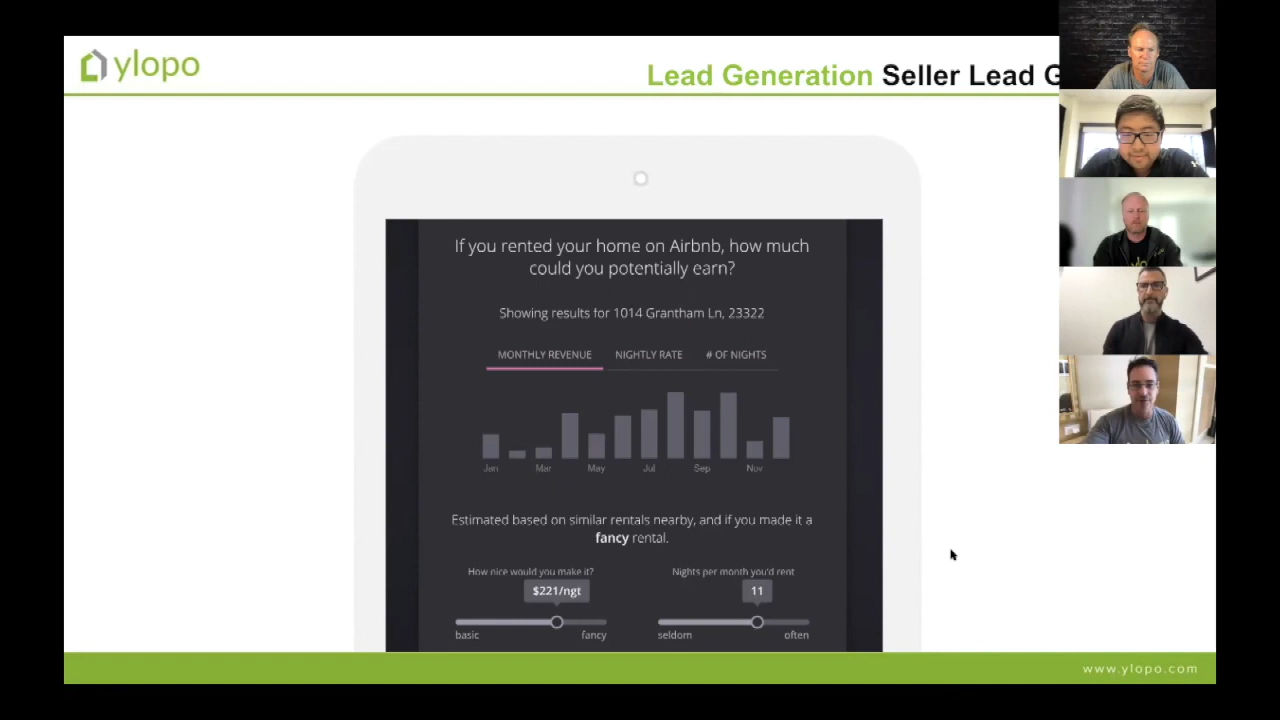 ylopo
Lead Generation Seller Lead G
If you rented your home on Airbnb, how much
could you potentially earn?
Showing results for 1014 Grantham Ln, 23322
MONTHLY REVENUE NIGHTLY RATE # OF NIGHTS
Jan Mar May Jul Sep Nov
Estimated based on similar rentals nearby, and if you made it a
fancy rental.
How nice would you make it? Nights per month you'd rent
$221/ngt 11
basic fancy seldom often
www.ylopo.com